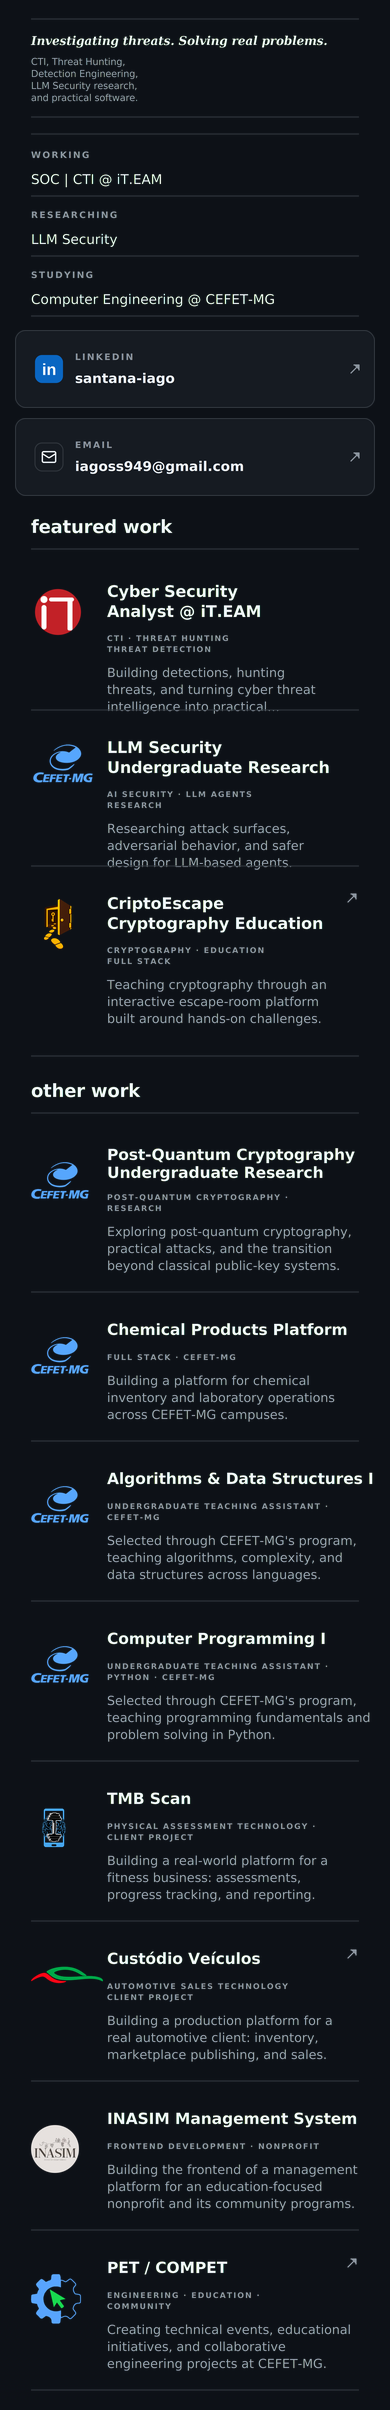 Investigating threats. Solving real problems.
CTI, Threat Hunting,
Detection Engineering,
LLM Security research,
and practical software.
WORKING
SOC | CTI @ iT.EAM
RESEARCHING
LLM Security
STUDYING
Computer Engineering @ CEFET-MG
in
LINKEDIN
santana-iago
↗
EMAIL
iagoss949@gmail.com
↗
featured work
iT
Cyber Security
Analyst @ iT.EAM
CTI · THREAT HUNTING
THREAT DETECTION
Building detections, hunting
threats, and turning cyber threat
intelligence into practical…
CEFET-MG
LLM Security
Undergraduate Research
AI SECURITY · LLM AGENTS
RESEARCH
Researching attack surfaces,
adversarial behavior, and safer
design for LLM-based agents.
CriptoEscape
Cryptography Education
↗
CRYPTOGRAPHY · EDUCATION
FULL STACK
Teaching cryptography through an
interactive escape-room platform
built around hands-on challenges.
other work
CEFET-MG
Post-Quantum Cryptography
Undergraduate Research
POST-QUANTUM CRYPTOGRAPHY ·
RESEARCH
Exploring post-quantum cryptography,
practical attacks, and the transition
beyond classical public-key systems.
CEFET-MG
Chemical Products Platform
FULL STACK · CEFET-MG
Building a platform for chemical
inventory and laboratory operations
across CEFET-MG campuses.
CEFET-MG
Algorithms & Data Structures I
UNDERGRADUATE TEACHING ASSISTANT ·
CEFET-MG
Selected through CEFET-MG's program,
teaching algorithms, complexity, and
data structures across languages.
CEFET-MG
Computer Programming I
UNDERGRADUATE TEACHING ASSISTANT ·
PYTHON · CEFET-MG
Selected through CEFET-MG's program,
teaching programming fundamentals and
problem solving in Python.
TMB Scan
PHYSICAL ASSESSMENT TECHNOLOGY ·
CLIENT PROJECT
Building a real-world platform for a
fitness business: assessments,
progress tracking, and reporting.
Custódio Veículos
↗
AUTOMOTIVE SALES TECHNOLOGY
CLIENT PROJECT
Building a production platform for a
real automotive client: inventory,
marketplace publishing, and sales.
INASIM
INASIM Management System
FRONTEND DEVELOPMENT · NONPROFIT
Building the frontend of a management
platform for an education-focused
nonprofit and its community programs.
PET / COMPET
↗
ENGINEERING · EDUCATION ·
COMMUNITY
Creating technical events, educational
initiatives, and collaborative
engineering projects at CEFET-MG.